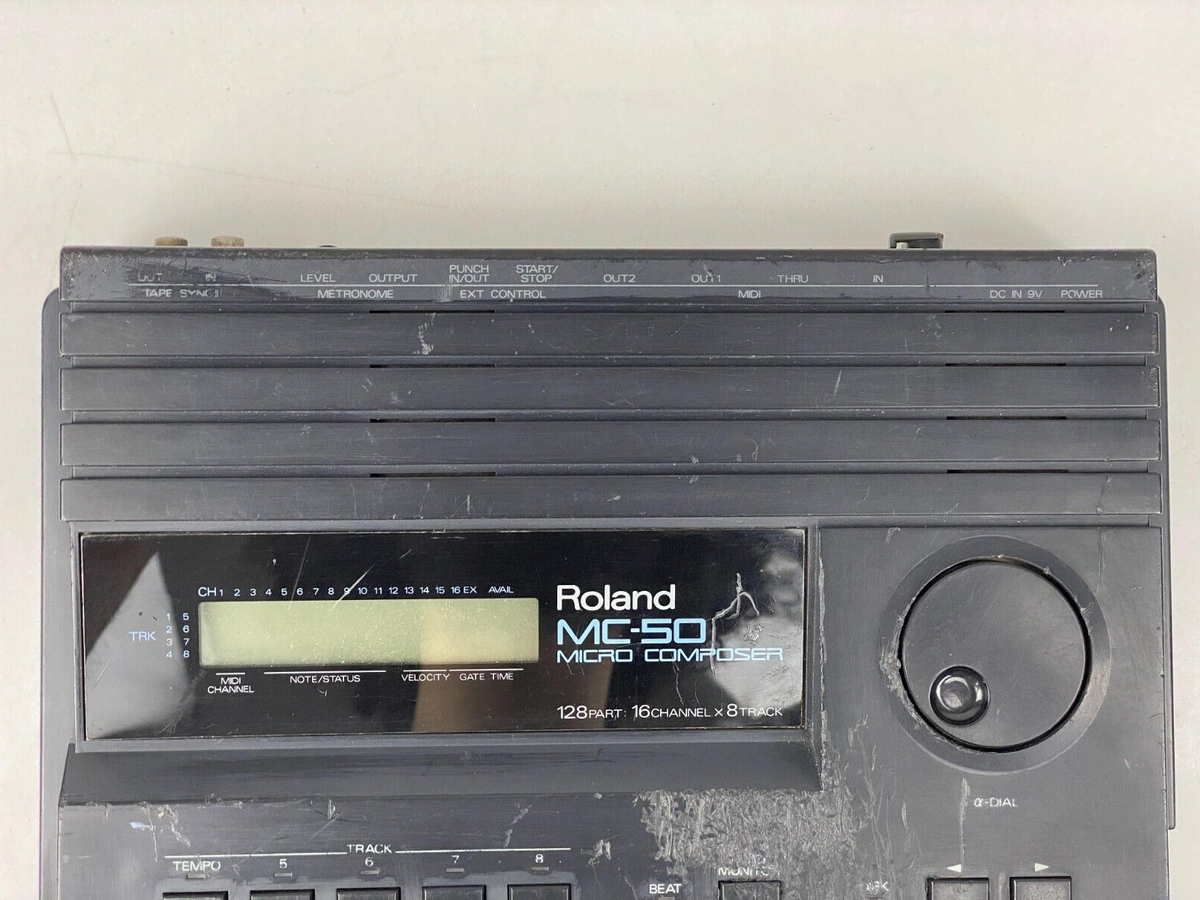 OUT IN LEVEL OUTPUT PUNCH IN/OUT START/STOP OUT2 OUT1 THRU IN
TAPE SYNC METRONOME EXT CONTROL MIDI DC IN 9V POWER
CH 1 2 3 4 5 6 7 8 9 10 11 12 13 14 15 16 EX AVAIL
TRK
1 5
2 6
3 7
4 8
MIDI CHANNEL NOTE/STATUS VELOCITY GATE TIME
Roland
MC-50
MICRO COMPOSER
128PART: 16CHANNEL × 8TRACK
α-DIAL
TRACK
TEMPO 5 6 7 8
BEAT
◄ ►